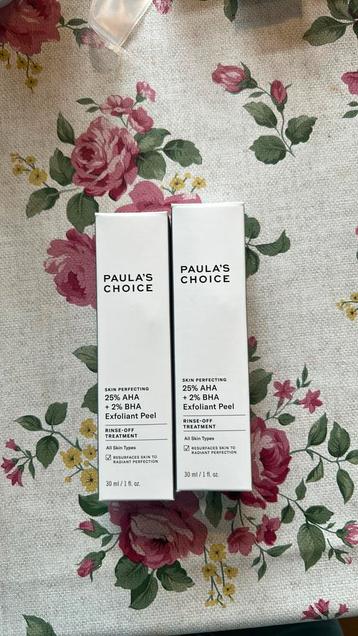 PAULA'S
CHOICE
SKIN PERFECTING
25% AHA
+ 2% BHA
Exfoliant Peel
RINSE-OFF
TREATMENT
All Skin Types
RESURFACES SKIN TO
RADIANT PERFECTION
30 ml / 1 fl. oz.
PAULA'S
CHOICE
SKIN PERFECTING
25% AHA
+ 2% BHA
Exfoliant Peel
RINSE-OFF
TREATMENT
All Skin Types
RESURFACES SKIN TO
RADIANT PERFECTION
30 ml / 1 fl. oz.